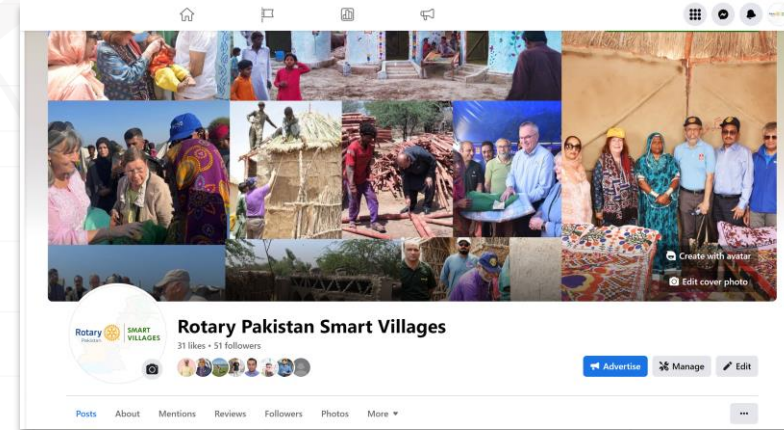 Create with avatar
Edit cover photo
Rotary
Pakistan
SMART
VILLAGES
Rotary Pakistan Smart Villages
31 likes • 51 followers
Advertise
Manage
Edit
Posts
About
Mentions
Reviews
Followers
Photos
More